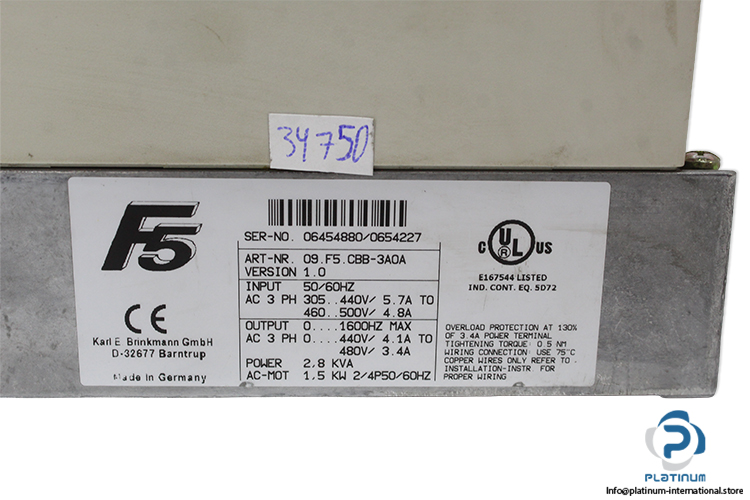 34750
F5
SER-NO. 06454880/0654227
ART-NR. 09.F5.CBB-3A0A
VERSION 1.0
INPUT 50/60HZ
AC 3 PH 305..440V/ 5.7A TO
460..500V/ 4.8A
OUTPUT 0....1600HZ MAX
AC 3 PH 0....440V/ 4.1A TO
480V/ 3.4A
POWER 2,8 KVA
AC-MOT 1,5 KW 2/4P50/60HZ
CE
Karl E. Brinkmann GmbH
D-32677 Barntrup
Made in Germany
C UL US
E167544 LISTED
IND. CONT. EQ. 5D72
OVERLOAD PROTECTION AT 130%
OF 3.4A POWER TERMINAL
TIGHTENING TORQUE: 0.5 NM
WIRING CONNECTION: USE 75°C
COPPER WIRES ONLY REFER TO
INSTALLATION-INSTR. FOR
PROPER WIRING
PLATINUM
INTERNATIONAL
Info@platinum-international.store